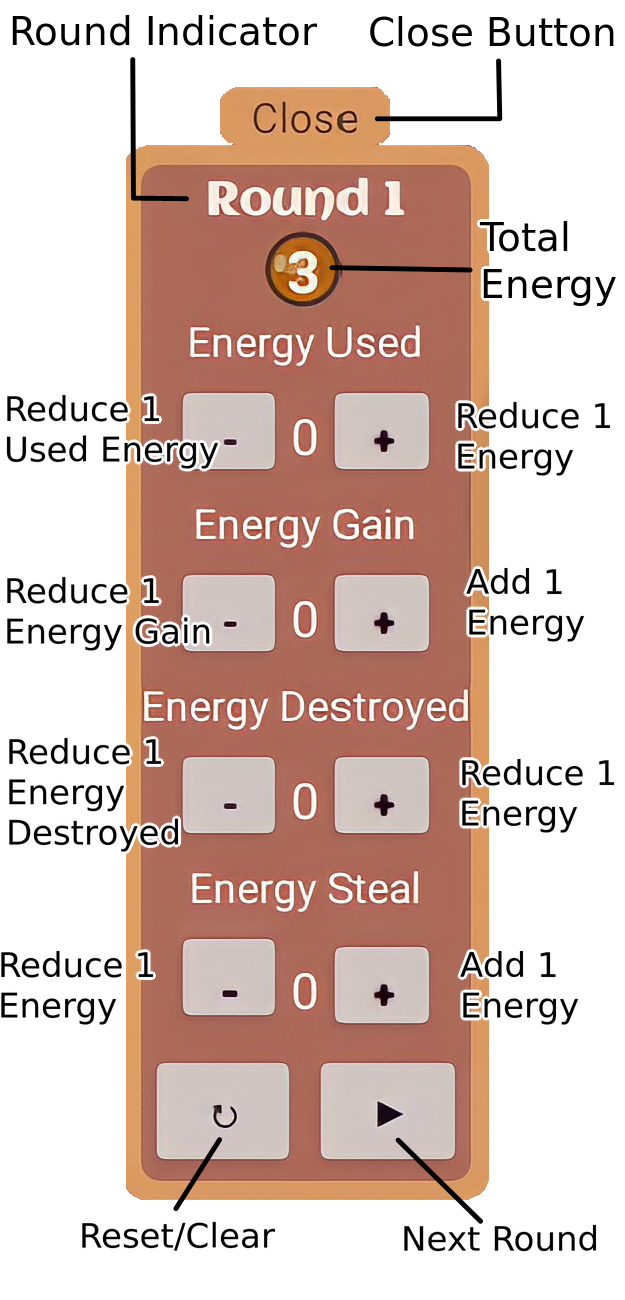 Round Indicator
Close Button
Close
Round 1
3
Total
Energy
Energy Used
Reduce 1
Used Energy
-
0
+
Reduce 1
Energy
Energy Gain
Reduce 1
Energy Gain
-
0
+
Add 1
Energy
Energy Destroyed
Reduce 1
Energy
Destroyed
-
0
+
Reduce 1
Energy
Energy Steal
Reduce 1
Energy
-
0
+
Add 1
Energy
Reset/Clear
Next Round